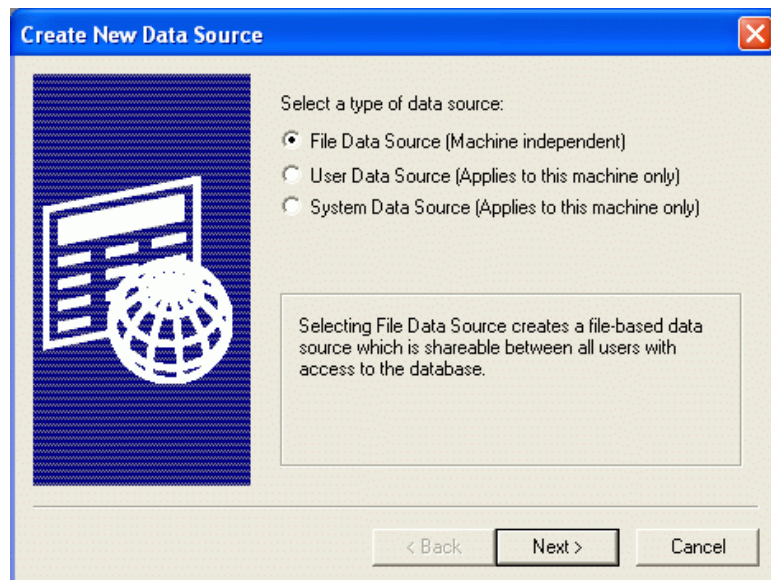 Create New Data Source
Select a type of data source:
File Data Source (Machine independent)
User Data Source (Applies to this machine only)
System Data Source (Applies to this machine only)
Selecting File Data Source creates a file-based data
source which is shareable between all users with
access to the database.
< Back
Next >
Cancel